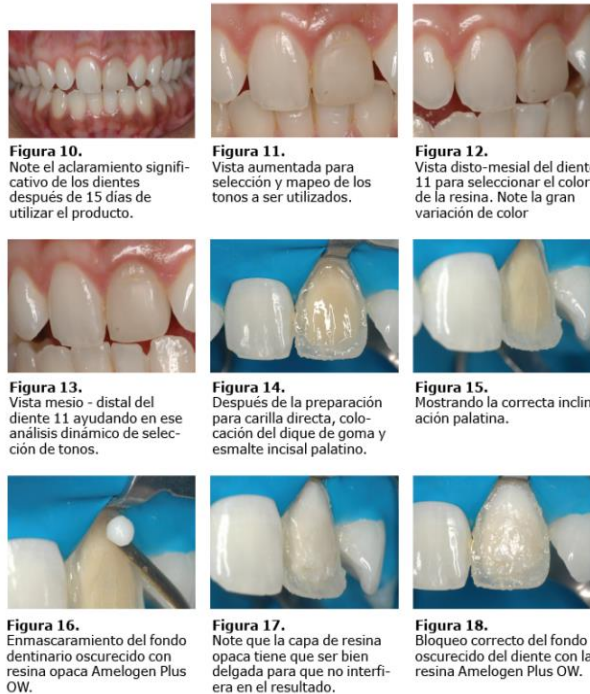 Figura 10.
Note el aclaramiento signifi-
cativo de los dientes
después de 15 días de
utilizar el producto.
Figura 11.
Vista aumentada para
selección y mapeo de los
tonos a ser utilizados.
Figura 12.
Vista disto-mesial del diente
11 para seleccionar el color
de la resina. Note la gran
variación de color
Figura 13.
Vista mesio - distal del
diente 11 ayudando en ese
análisis dinámico de selec-
ción de tonos.
Figura 14.
Después de la preparación
para carilla directa, colo-
cación del dique de goma y
esmalte incisal palatino.
Figura 15.
Mostrando la correcta inclin
ación palatina.
Figura 16.
Enmascaramiento del fondo
dentinario oscurecido con
resina opaca Amelogen Plus
OW.
Figura 17.
Note que la capa de resina
opaca tiene que ser bien
delgada para que no interfi-
era en el resultado.
Figura 18.
Bloqueo correcto del fondo
oscurecido del diente con la
resina Amelogen Plus OW.